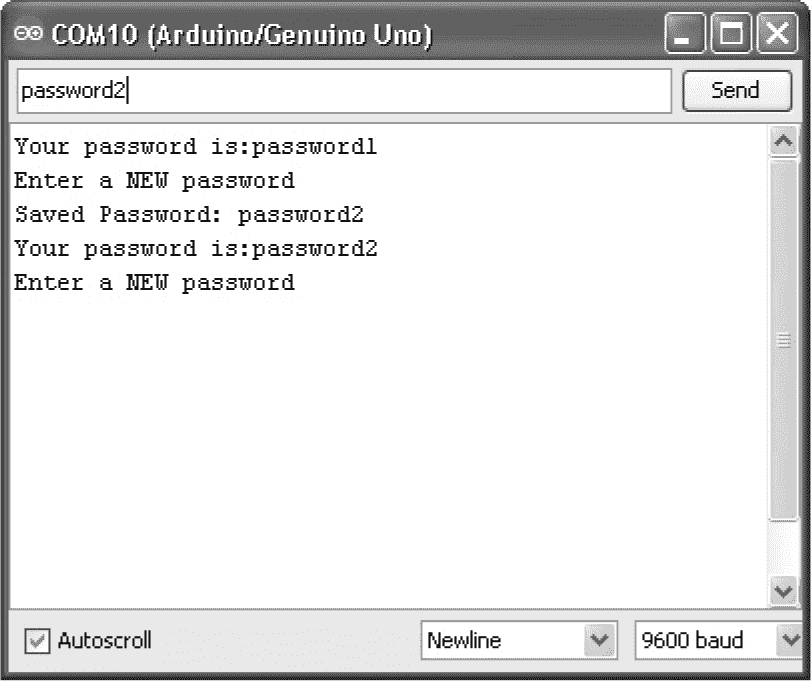 COM10 (Arduino/Genuino Uno)
password2
Send
Your password is:password1
Enter a NEW password
Saved Password: password2
Your password is:password2
Enter a NEW password
Autoscroll
Newline
9600 baud